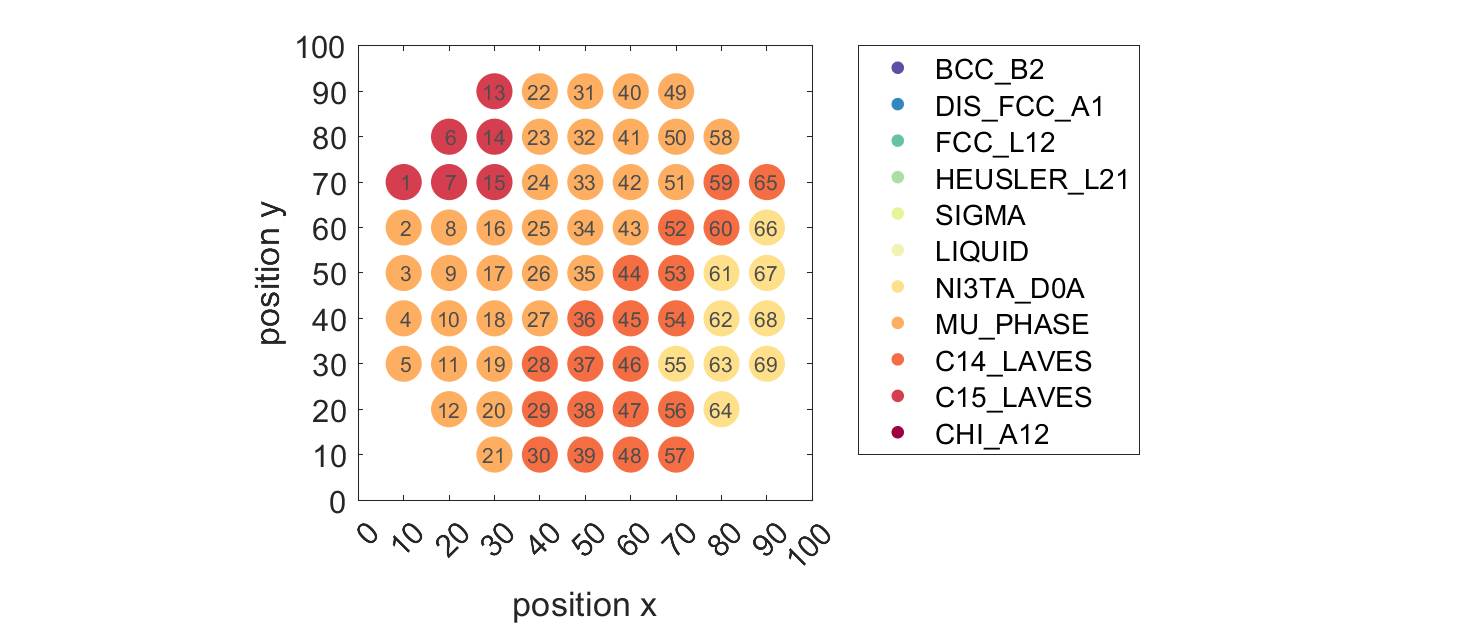 100
90 13 22 31 40 49
80 6 14 23 32 41 50 58
70 1 7 15 24 33 42 51 59 65
60 2 8 16 25 34 43 52 60 66
50 3 9 17 26 35 44 53 61 67
40 4 10 18 27 36 45 54 62 68
30 5 11 19 28 37 46 55 63 69
20 12 20 29 38 47 56 64
10 21 30 39 48 57
0
position y
0 10 20 30 40 50 60 70 80 90 100
position x
BCC_B2
DIS_FCC_A1
FCC_L12
HEUSLER_L21
SIGMA
LIQUID
NI3TA_D0A
MU_PHASE
C14_LAVES
C15_LAVES
CHI_A12